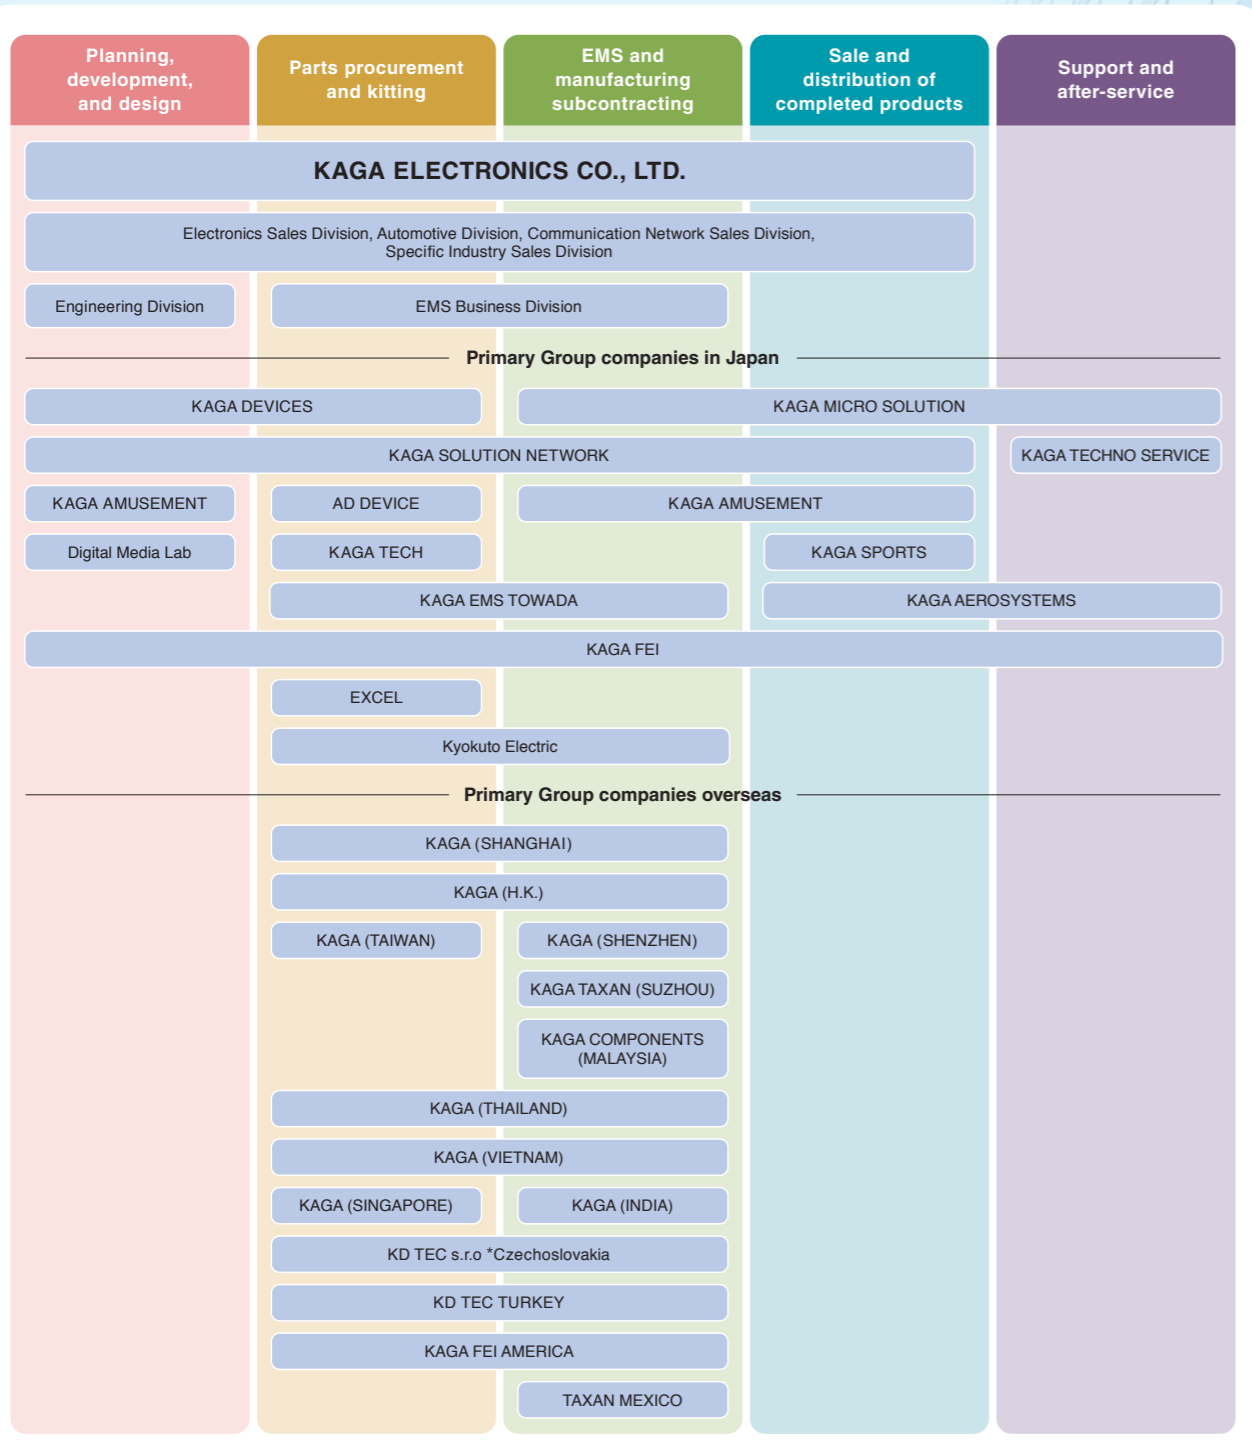 Planning,
development,
and design
Parts procurement
and kitting
EMS and
manufacturing
subcontracting
Sale and
distribution of
completed products
Support and
after-service
KAGA ELECTRONICS CO., LTD.
Electronics Sales Division, Automotive Division, Communication Network Sales Division,
Specific Industry Sales Division
Engineering Division
EMS Business Division
Primary Group companies in Japan
KAGA DEVICES
KAGA MICRO SOLUTION
KAGA SOLUTION NETWORK
KAGA TECHNO SERVICE
KAGA AMUSEMENT
AD DEVICE
KAGA AMUSEMENT
Digital Media Lab
KAGA TECH
KAGA SPORTS
KAGA EMS TOWADA
KAGA AEROSYSTEMS
KAGA FEI
EXCEL
Kyokuto Electric
Primary Group companies overseas
KAGA (SHANGHAI)
KAGA (H.K.)
KAGA (TAIWAN)
KAGA (SHENZHEN)
KAGA TAXAN (SUZHOU)
KAGA COMPONENTS
(MALAYSIA)
KAGA (THAILAND)
KAGA (VIETNAM)
KAGA (SINGAPORE)
KAGA (INDIA)
KD TEC s.r.o *Czechoslovakia
KD TEC TURKEY
KAGA FEI AMERICA
TAXAN MEXICO